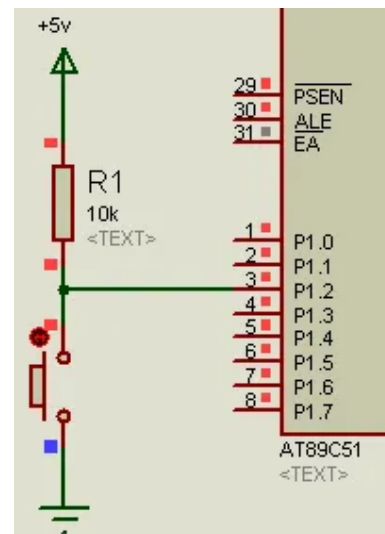 +5v
29
PSEN
30
ALE
31
EA
R1
10k
<TEXT>
1
P1.0
2
P1.1
3
P1.2
4
P1.3
5
P1.4
6
P1.5
7
P1.6
8
P1.7
AT89C51
<TEXT>